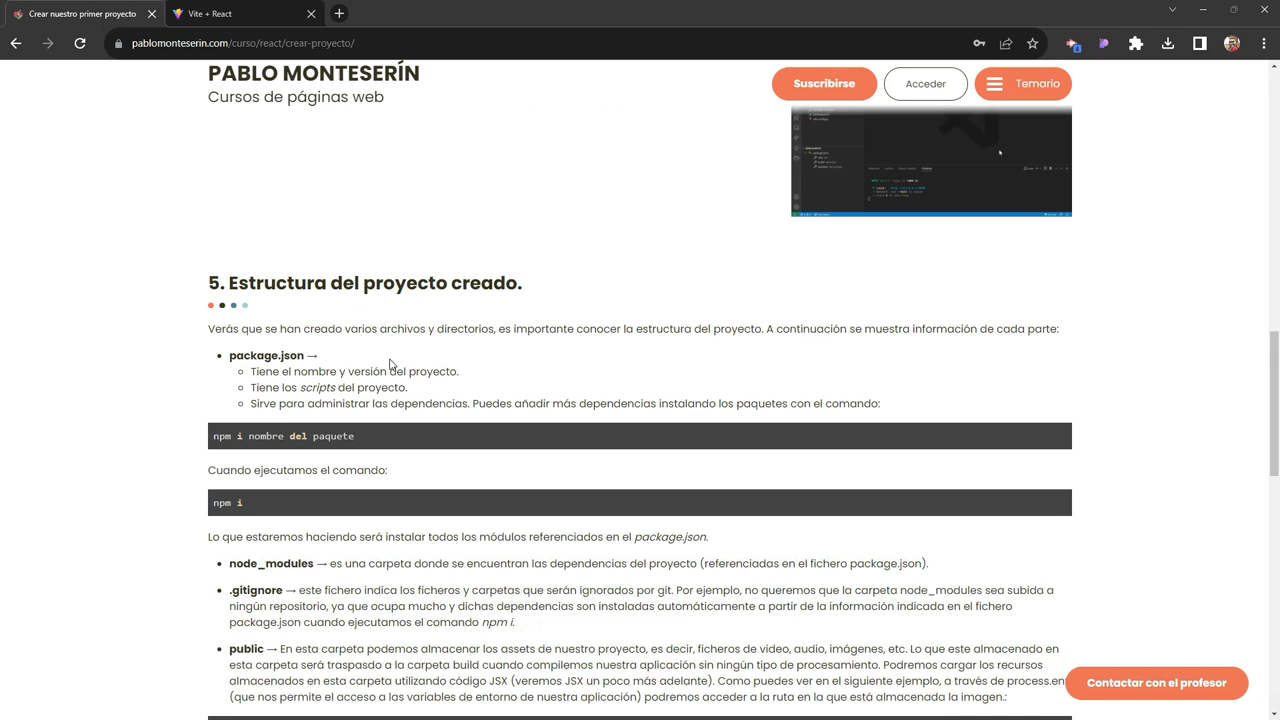 Crear nuestro primer proyecto
Vite + React
pablomonteserin.com/curso/react/crear-proyecto/
PABLO MONTESERÍN
Cursos de páginas web
Suscribirse
Acceder
Temario
5. Estructura del proyecto creado.
Verás que se han creado varios archivos y directorios, es importante conocer la estructura del proyecto. A continuación se muestra información de cada parte:
• package.json →
Tiene el nombre y versión del proyecto.
Tiene los scripts del proyecto.
Sirve para administrar las dependencias. Puedes añadir más dependencias instalando los paquetes con el comando:
npm i nombre del paquete
Cuando ejecutamos el comando:
npm i
Lo que estaremos haciendo será instalar todos los módulos referenciados en el package.json.
• node_modules → es una carpeta donde se encuentran las dependencias del proyecto (referenciadas en el fichero package.json).
• .gitignore → este fichero indica los ficheros y carpetas que serán ignorados por git. Por ejemplo, no queremos que la carpeta node_modules sea subida a
ningún repositorio, ya que ocupa mucho y dichas dependencias son instaladas automáticamente a partir de la información indicada en el fichero
package.json cuando ejecutamos el comando npm i.
• public → En esta carpeta podemos almacenar los assets de nuestro proyecto, es decir, ficheros de video, audio, imágenes, etc. Lo que este almacenado en
esta carpeta será traspasdo a la carpeta build cuando compilemos nuestra aplicación sin ningún tipo de procesamiento. Podremos cargar los recursos
almacenados en esta carpeta utilizando código JSX (veremos JSX un poco más adelante). Como puedes ver en el siguiente ejemplo, a través de process.en
(que nos permite el acceso a las variables de entorno de nuestra aplicación) podremos acceder a la ruta en la que está almacenada la imagen.:
Contactar con el profesor